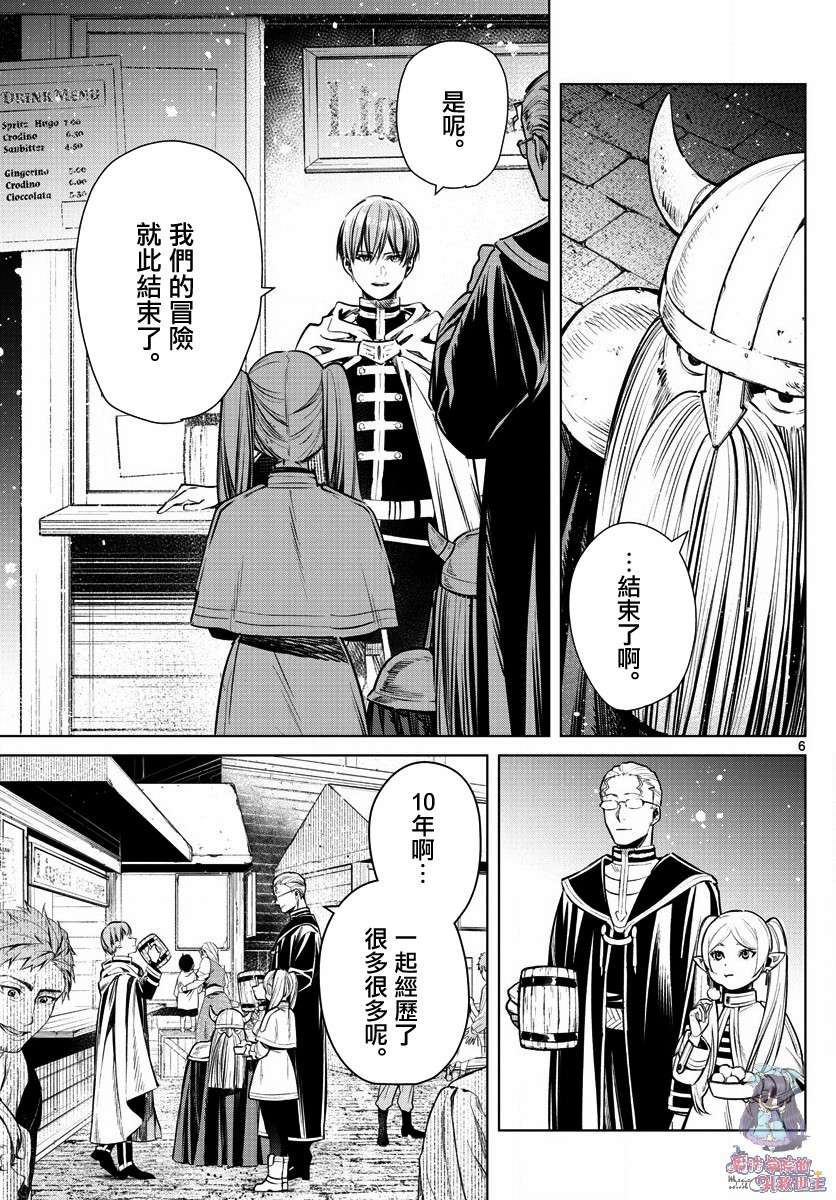 …結束了啊。
是呢。
我們的冒險
就此結束了。
DRINK MENU
Spritz Hugo 7.00
Crodino 6.30
Sanbitter 4.50
Gingerino 5.00
Crodino 6.00
Cioccolata 5.30
6
10年啊…
一起經歷了
很多很多呢。